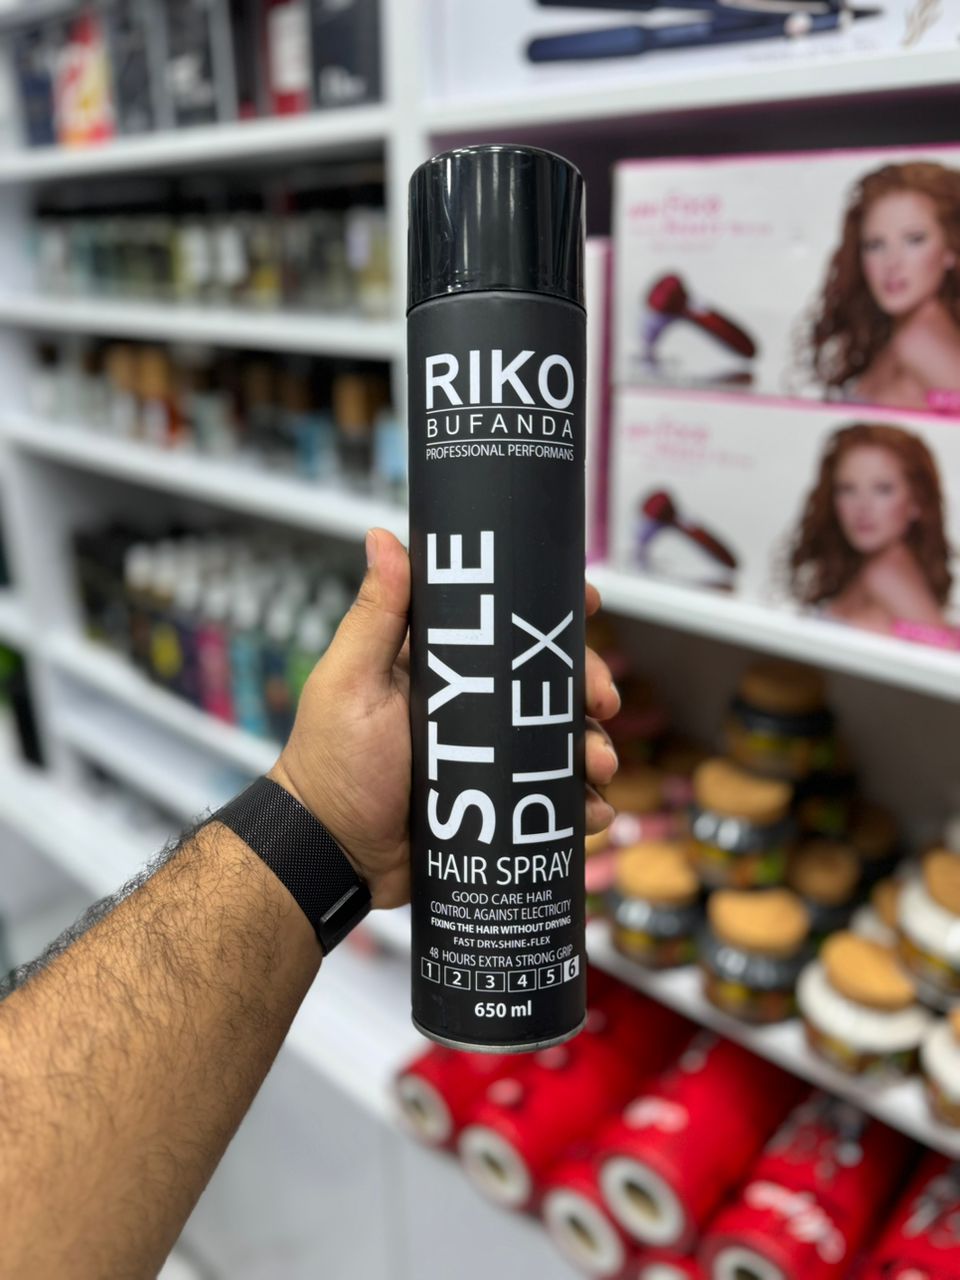 RIKO
BUFANDA
PROFESSIONAL PERFORMANS
STYLE
PLEX
HAIR SPRAY
GOOD CARE HAIR
CONTROL AGAINST ELECTRICITY
FIXING THE HAIR WITHOUT DRYING
FAST DRY•SHINE•FLEX
48 HOURS EXTRA STRONG GRIP
1 2 3 4 5 6
650 ml